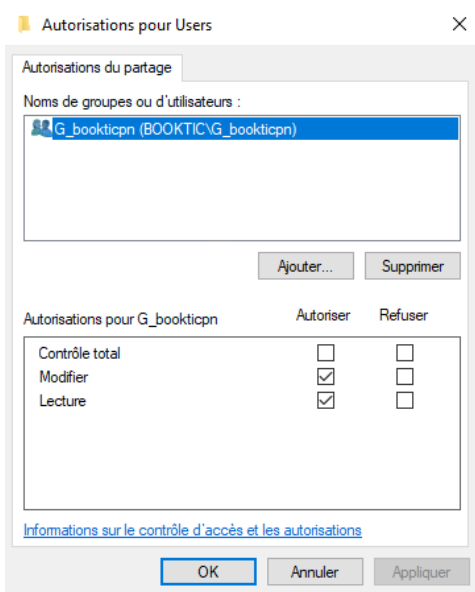 Autorisations pour Users
Autorisations du partage
Noms de groupes ou d'utilisateurs :
G_bookticpn (BOOKTIC\G_bookticpn)
Ajouter... Supprimer
Autorisations pour G_bookticpn Autoriser Refuser
Contrôle total
Modifier
Lecture
Informations sur le contrôle d'accès et les autorisations
OK Annuler Appliquer